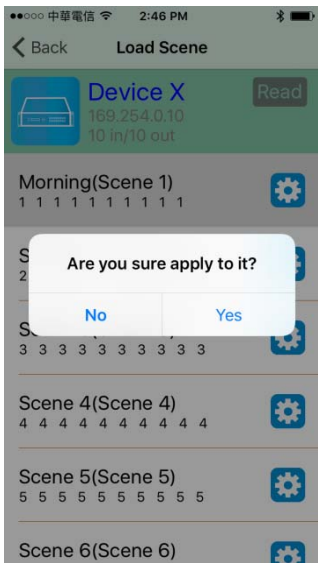 中華電信 2:46 PM
Back Load Scene
Device X
Read
169.254.0.10
10 in/10 out
Morning(Scene 1)
1 1 1 1 1 1 1 1 1 1
S
2
Are you sure apply to it?
No Yes
3 3 3 3 3 3 3 3 3 3
Scene 4(Scene 4)
4 4 4 4 4 4 4 4 4 4
Scene 5(Scene 5)
5 5 5 5 5 5 5 5 5 5
Scene 6(Scene 6)